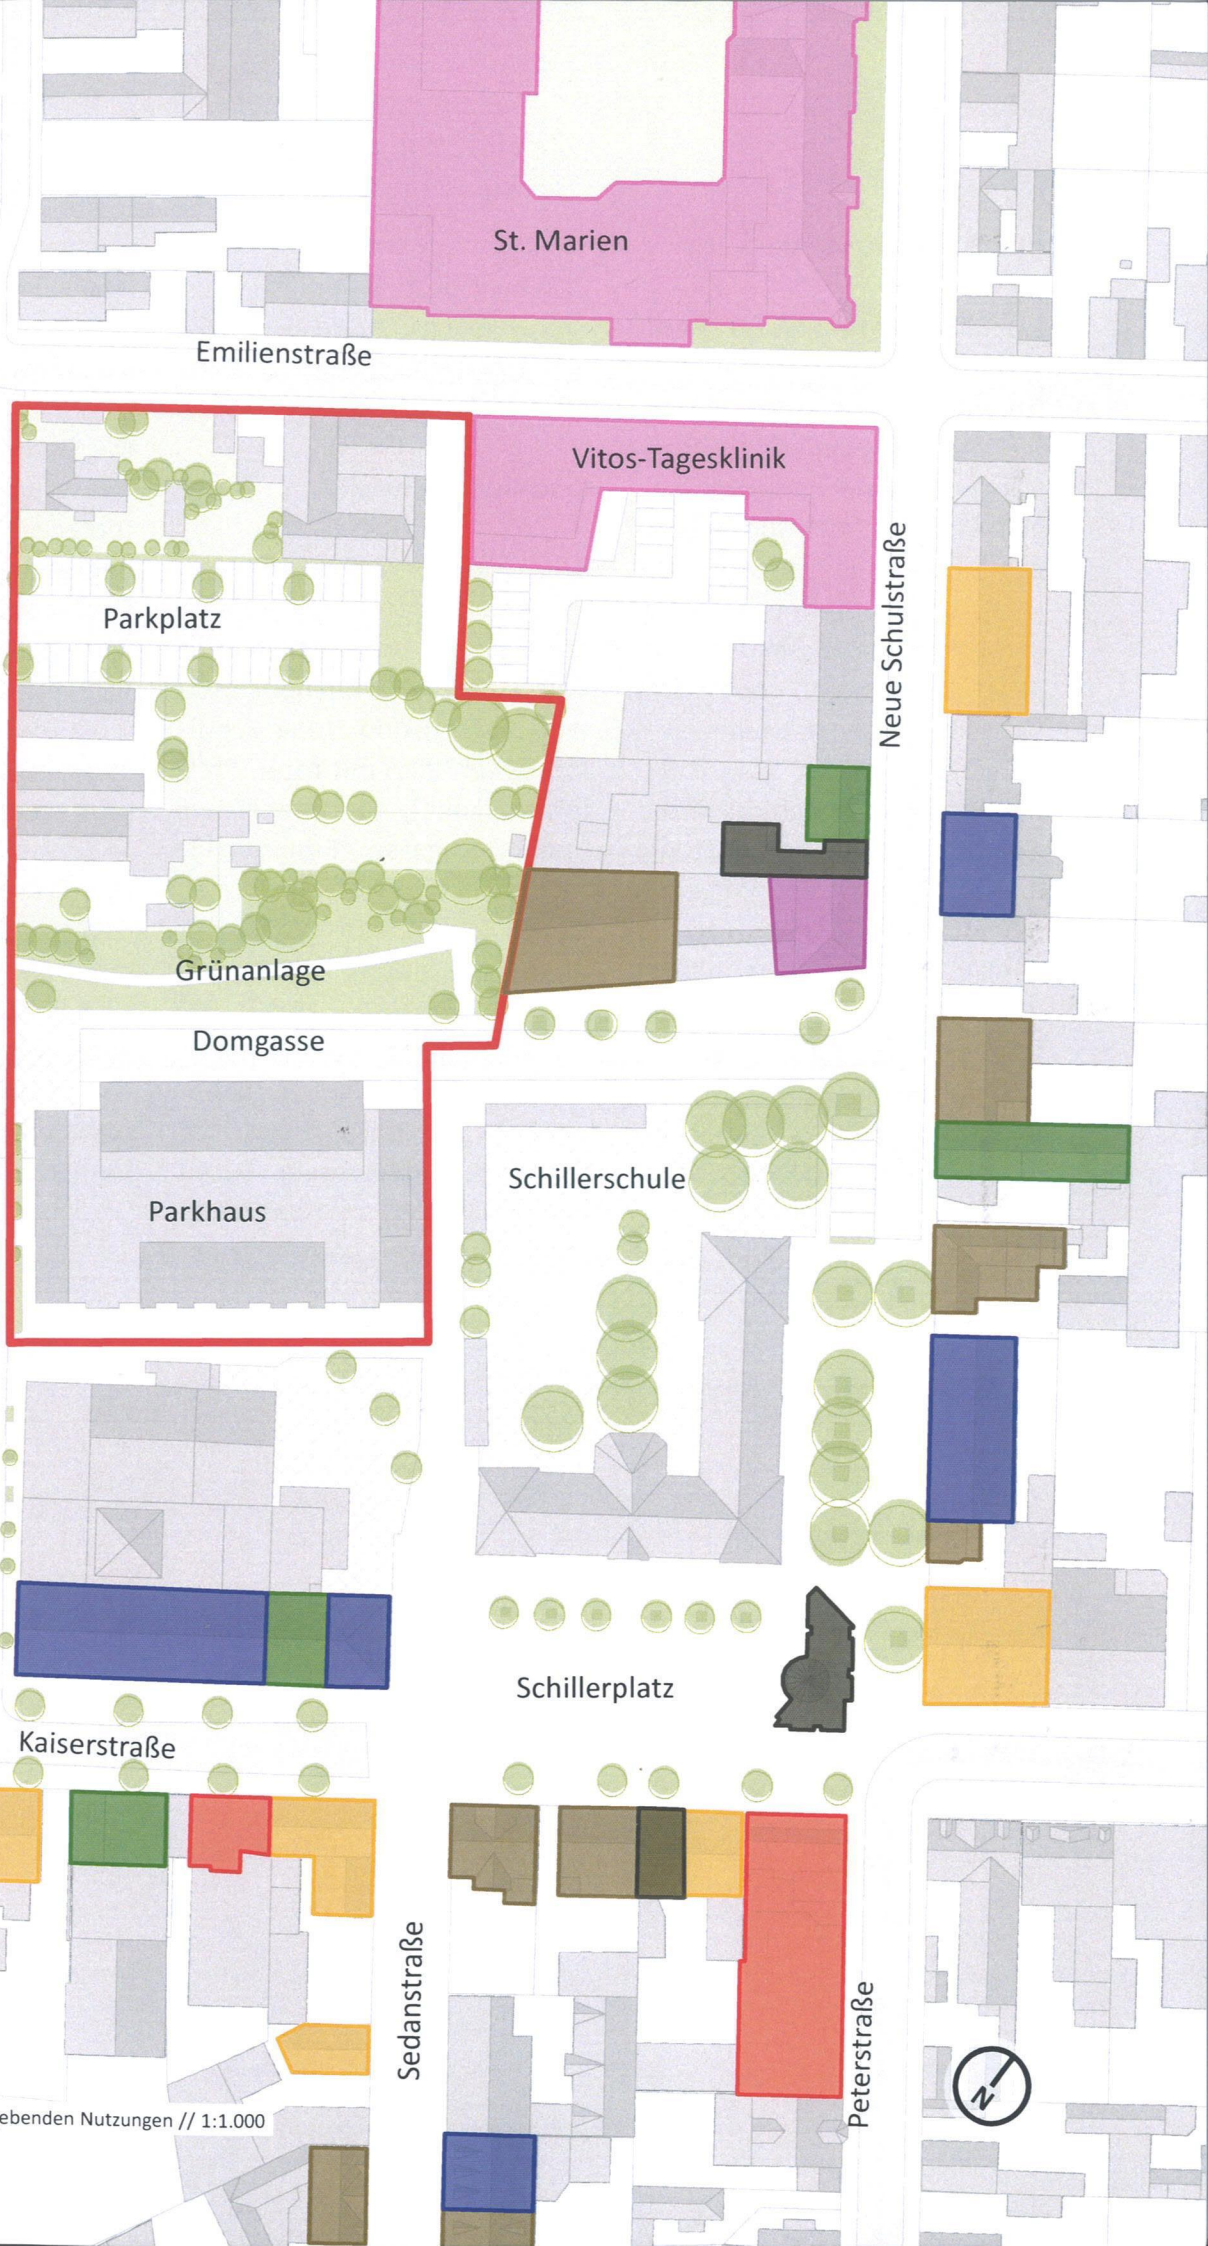 St. Marien
Emilienstraße
Vitos-Tagesklinik
Neue Schulstraße
Parkplatz
Grünanlage
Domgasse
Schillerschule
Parkhaus
Schillerplatz
Kaiserstraße
Sedanstraße
Peterstraße
N
ebenden Nutzungen // 1:1.000